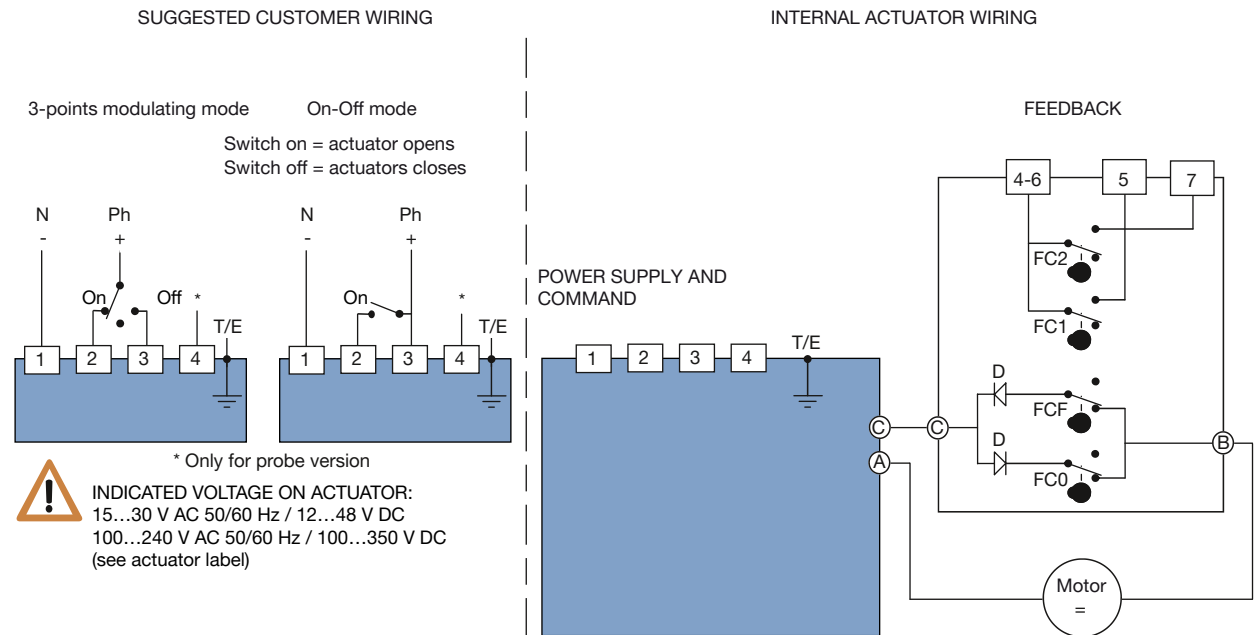 SUGGESTED CUSTOMER WIRING
INTERNAL ACTUATOR WIRING
3-points modulating mode
On-Off mode
Switch on = actuator opens
Switch off = actuators closes
N
Ph
-
+
On
Off
*
T/E
1
2
3
4
N
Ph
-
+
On
*
T/E
1
2
3
4
* Only for probe version
INDICATED VOLTAGE ON ACTUATOR:
15...30 V AC 50/60 Hz / 12...48 V DC
100...240 V AC 50/60 Hz / 100...350 V DC
(see actuator label)
POWER SUPPLY AND
COMMAND
1
2
3
4
T/E
C
A
FEEDBACK
4-6
5
7
FC2
FC1
D
FCF
C
D
FC0
B
Motor
=